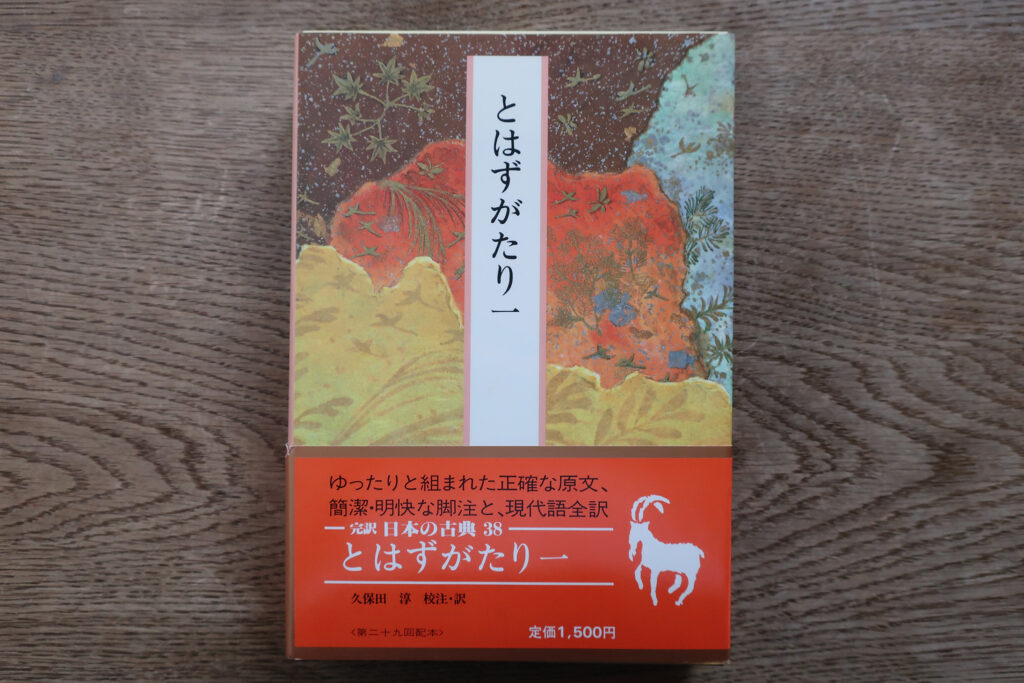 とはずがたり 一
ゆったりと組まれた正確な原文、
簡潔・明快な脚注と、現代語全訳
完訳 日本の古典 38
とはずがたり 一
久保田 淳 校注・訳
〈第二十九回配本〉
定価1,500円